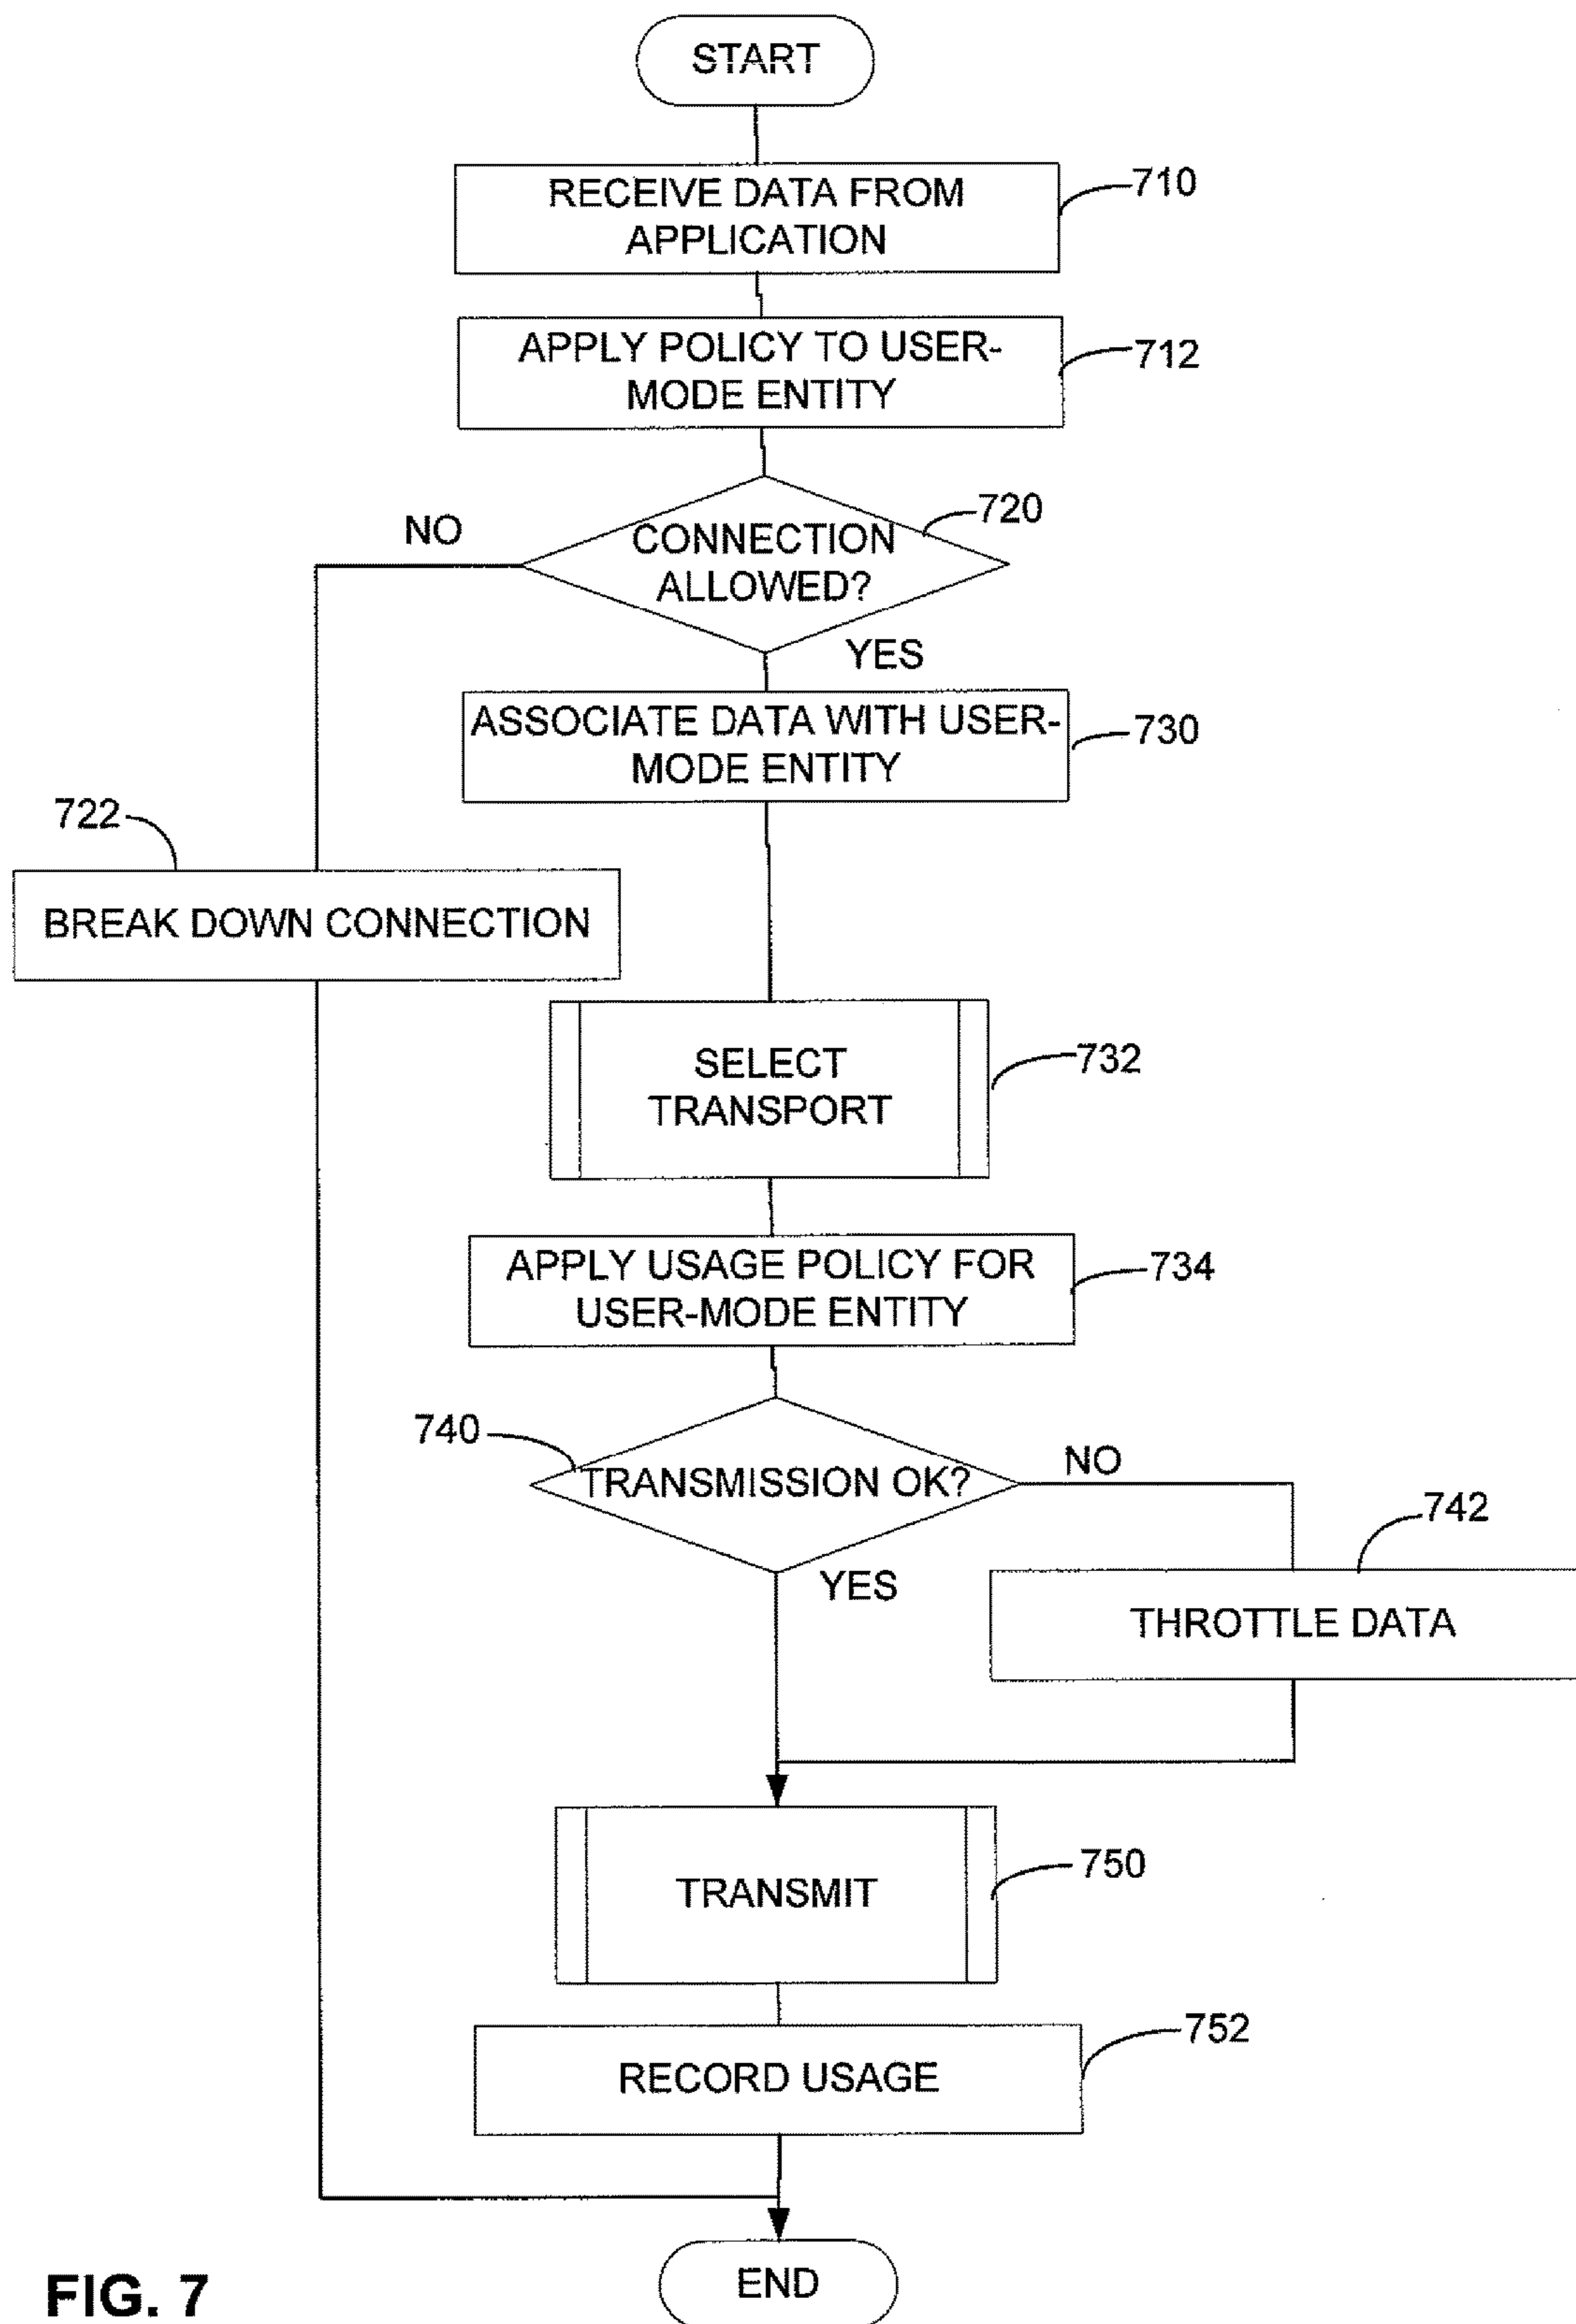 START
RECEIVE DATA FROM
APPLICATION
710
APPLY POLICY TO USER-
MODE ENTITY
712
720
NO
CONNECTION
ALLOWED?
YES
ASSOCIATE DATA WITH USER-
MODE ENTITY
730
722
BREAK DOWN CONNECTION
SELECT
TRANSPORT
732
APPLY USAGE POLICY FOR
USER-MODE ENTITY
734
740
TRANSMISSION OK?
NO
742
YES
THROTTLE DATA
TRANSMIT
750
752
RECORD USAGE
END
FIG. 7